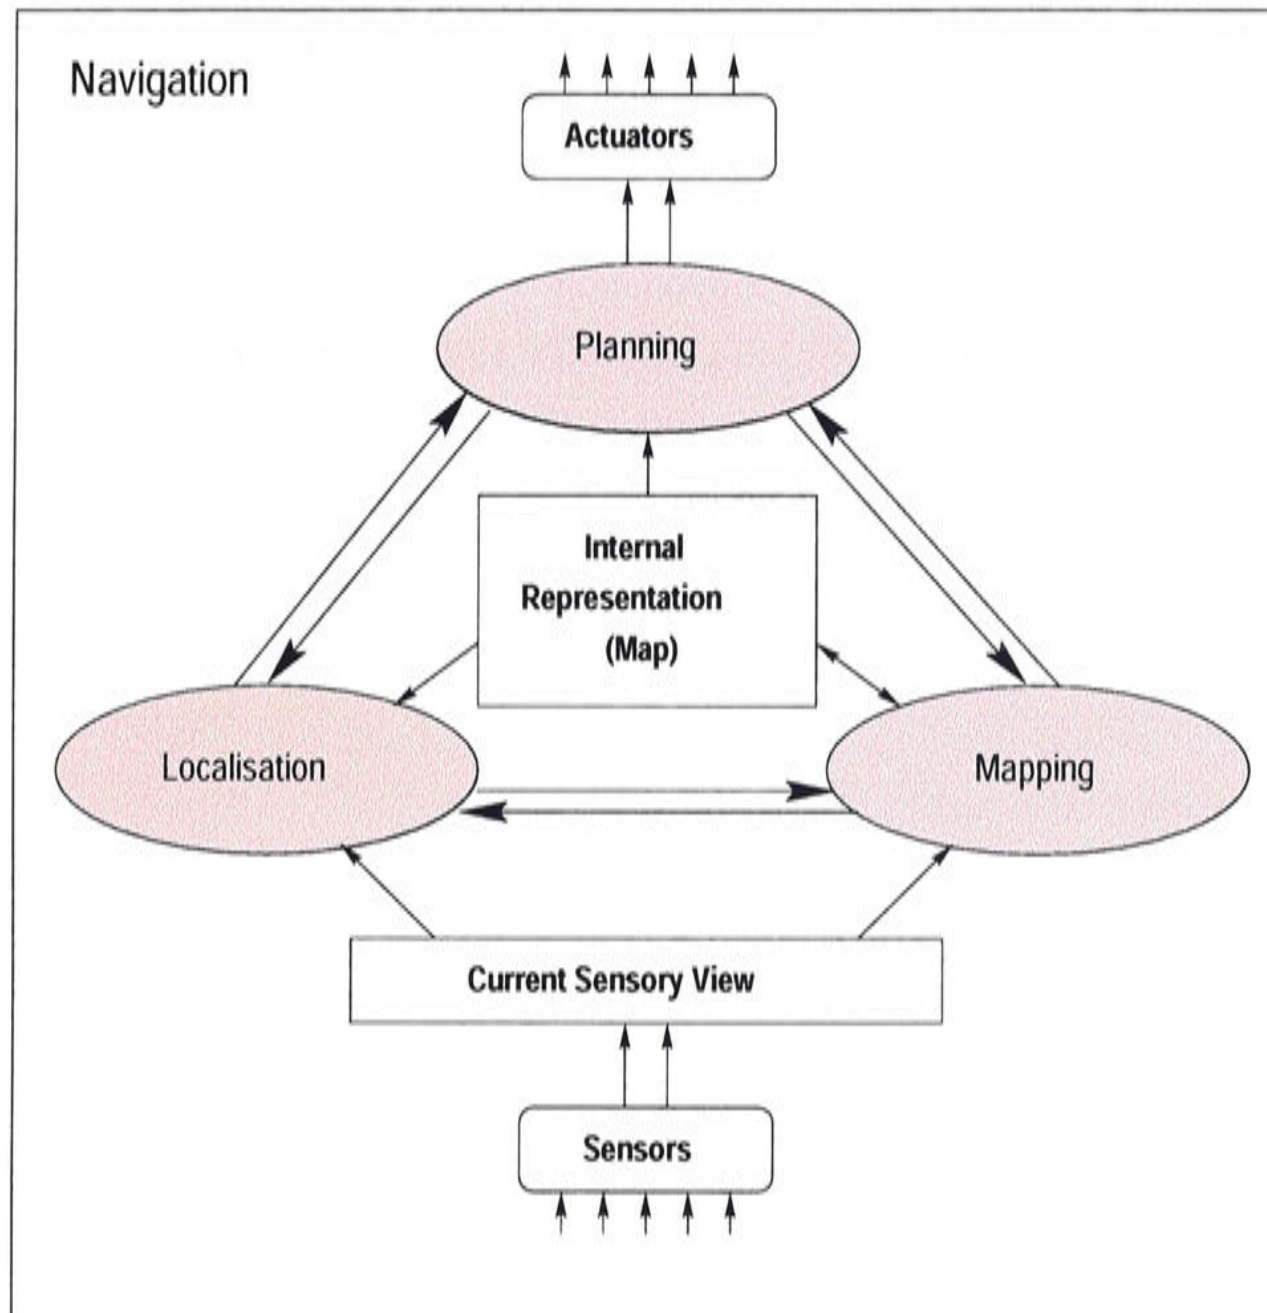 Navigation
Actuators
Planning
Internal
Representation
(Map)
Localisation
Mapping
Current Sensory View
Sensors